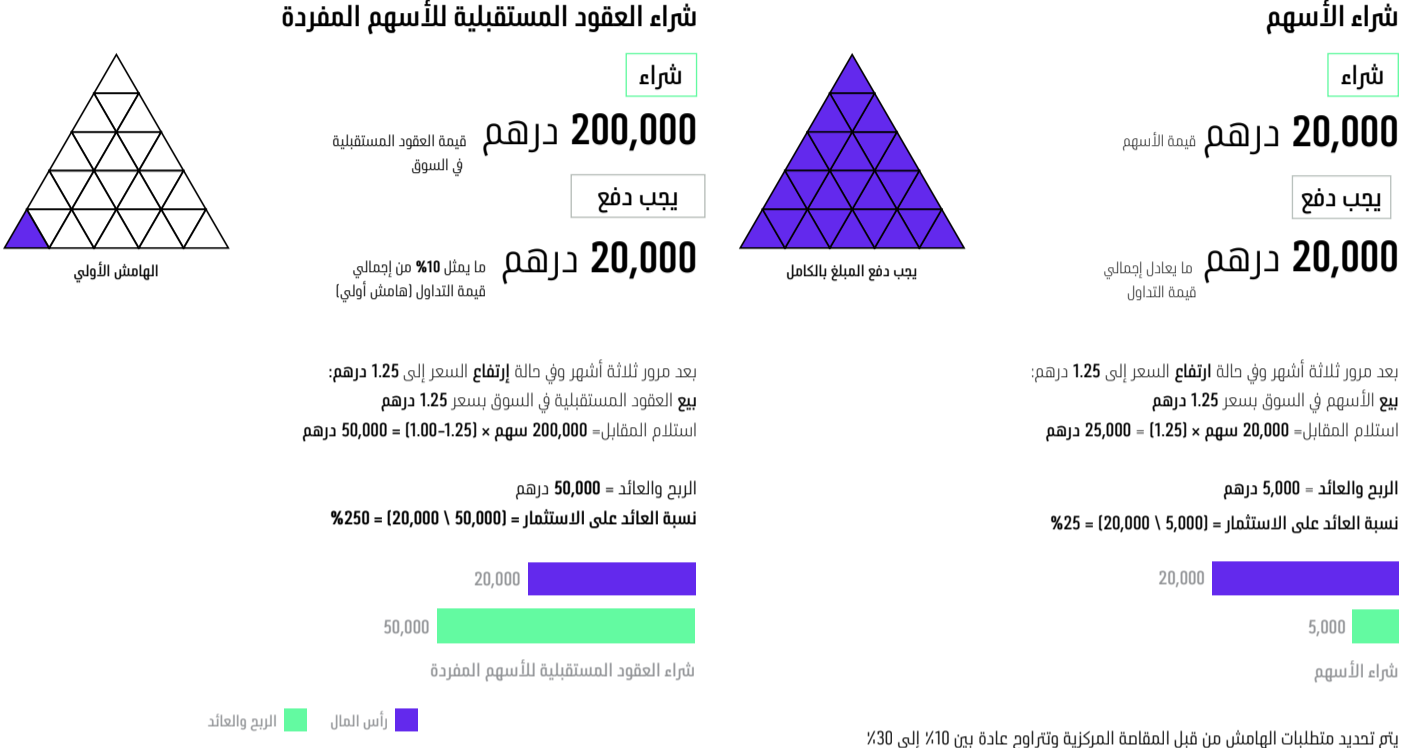 شراء الأسهم
شراء
20,000 درهم قيمة الأسهم
يجب دفع
20,000 درهم ما يعادل إجمالي
قيمة التداول
يجب دفع المبلغ بالكامل
بعد مرور ثلاثة أشهر وفي حالة ارتفاع السعر إلى 1.25 درهم:
بيع الأسهم في السوق بسعر 1.25 درهم
استلام المقابل= 20,000 سهم × (1.25) = 25,000 درهم
الربح والعائد = 5,000 درهم
نسبة العائد على الاستثمار = (5,000 \ 20,000) = 25%
20,000
5,000
شراء الأسهم
شراء العقود المستقبلية للأسهم المفردة
شراء
200,000 درهم قيمة العقود المستقبلية
في السوق
يجب دفع
20,000 درهم ما يمثل 10% من إجمالي
قيمة التداول (هامش أولي)
الهامش الأولي
بعد مرور ثلاثة أشهر وفي حالة إرتفاع السعر إلى 1.25 درهم:
بيع العقود المستقبلية في السوق بسعر 1.25 درهم
استلام المقابل= 200,000 سهم × (1.25-1.00) = 50,000 درهم
الربح والعائد = 50,000 درهم
نسبة العائد على الاستثمار = (50,000 \ 20,000) = 250%
20,000
50,000
شراء العقود المستقبلية للأسهم المفردة
رأس المال
الربح والعائد
يتم تحديد متطلبات الهامش من قبل المقاصة المركزية وتتراوح عادة بين 10٪ إلى 30٪